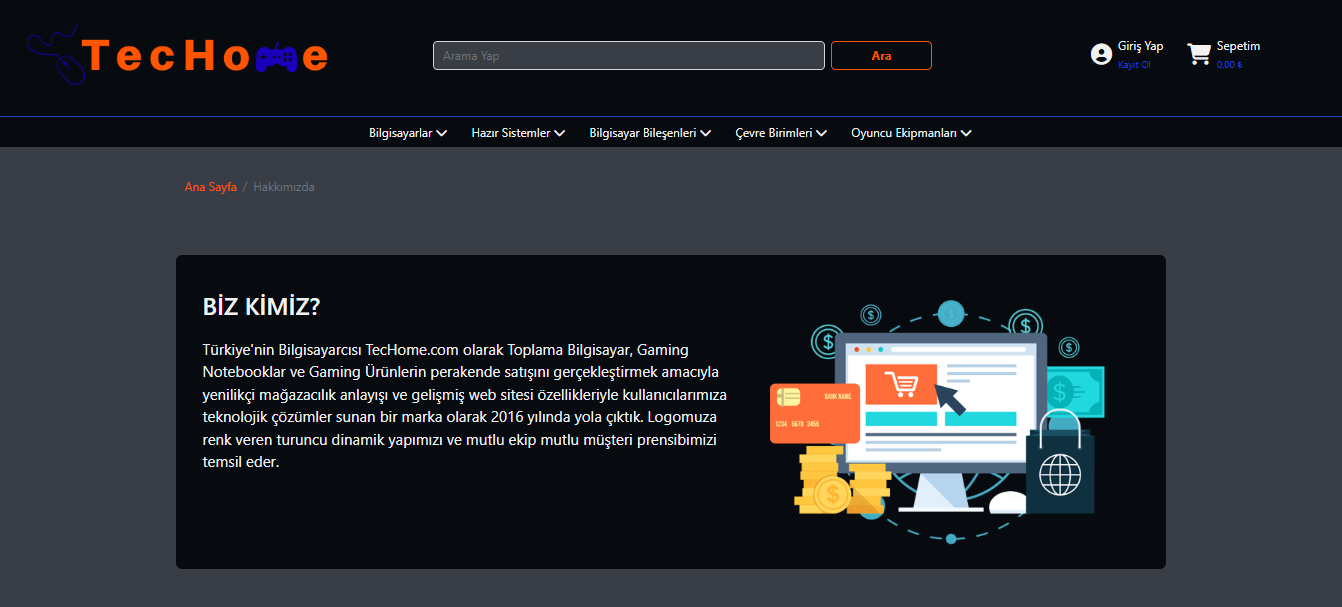 TecHome
Arama Yap
Ara
Giriş Yap
Kayıt Ol
Sepetim
0.00 ₺
Bilgisayarlar
Hazır Sistemler
Bilgisayar Bileşenleri
Çevre Birimleri
Oyuncu Ekipmanları
Ana Sayfa / Hakkımızda
BİZ KİMİZ?
Türkiye'nin Bilgisayarcısı TecHome.com olarak Toplama Bilgisayar, Gaming
Notebooklar ve Gaming Ürünlerin perakende satışını gerçekleştirmek amacıyla
yenilikçi mağazacılık anlayışı ve gelişmiş web sitesi özellikleriyle kullanıcılarımıza
teknolojik çözümler sunan bir marka olarak 2016 yılında yola çıktık. Logomuza
renk veren turuncu dinamik yapımızı ve mutlu ekip mutlu müşteri prensibimizi
temsil eder.
BANK NAME
1234 5678 3456